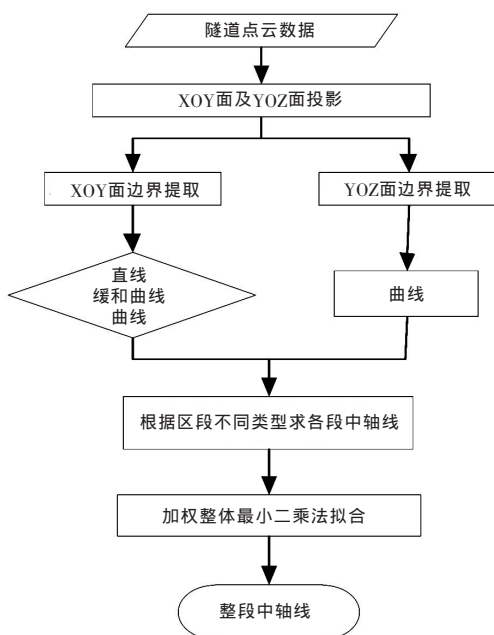 隧道点云数据
XOY面及YOZ面投影
XOY面边界提取
YOZ面边界提取
直线
缓和曲线
曲线
曲线
根据区段不同类型求各段中轴线
加权整体最小二乘法拟合
整段中轴线